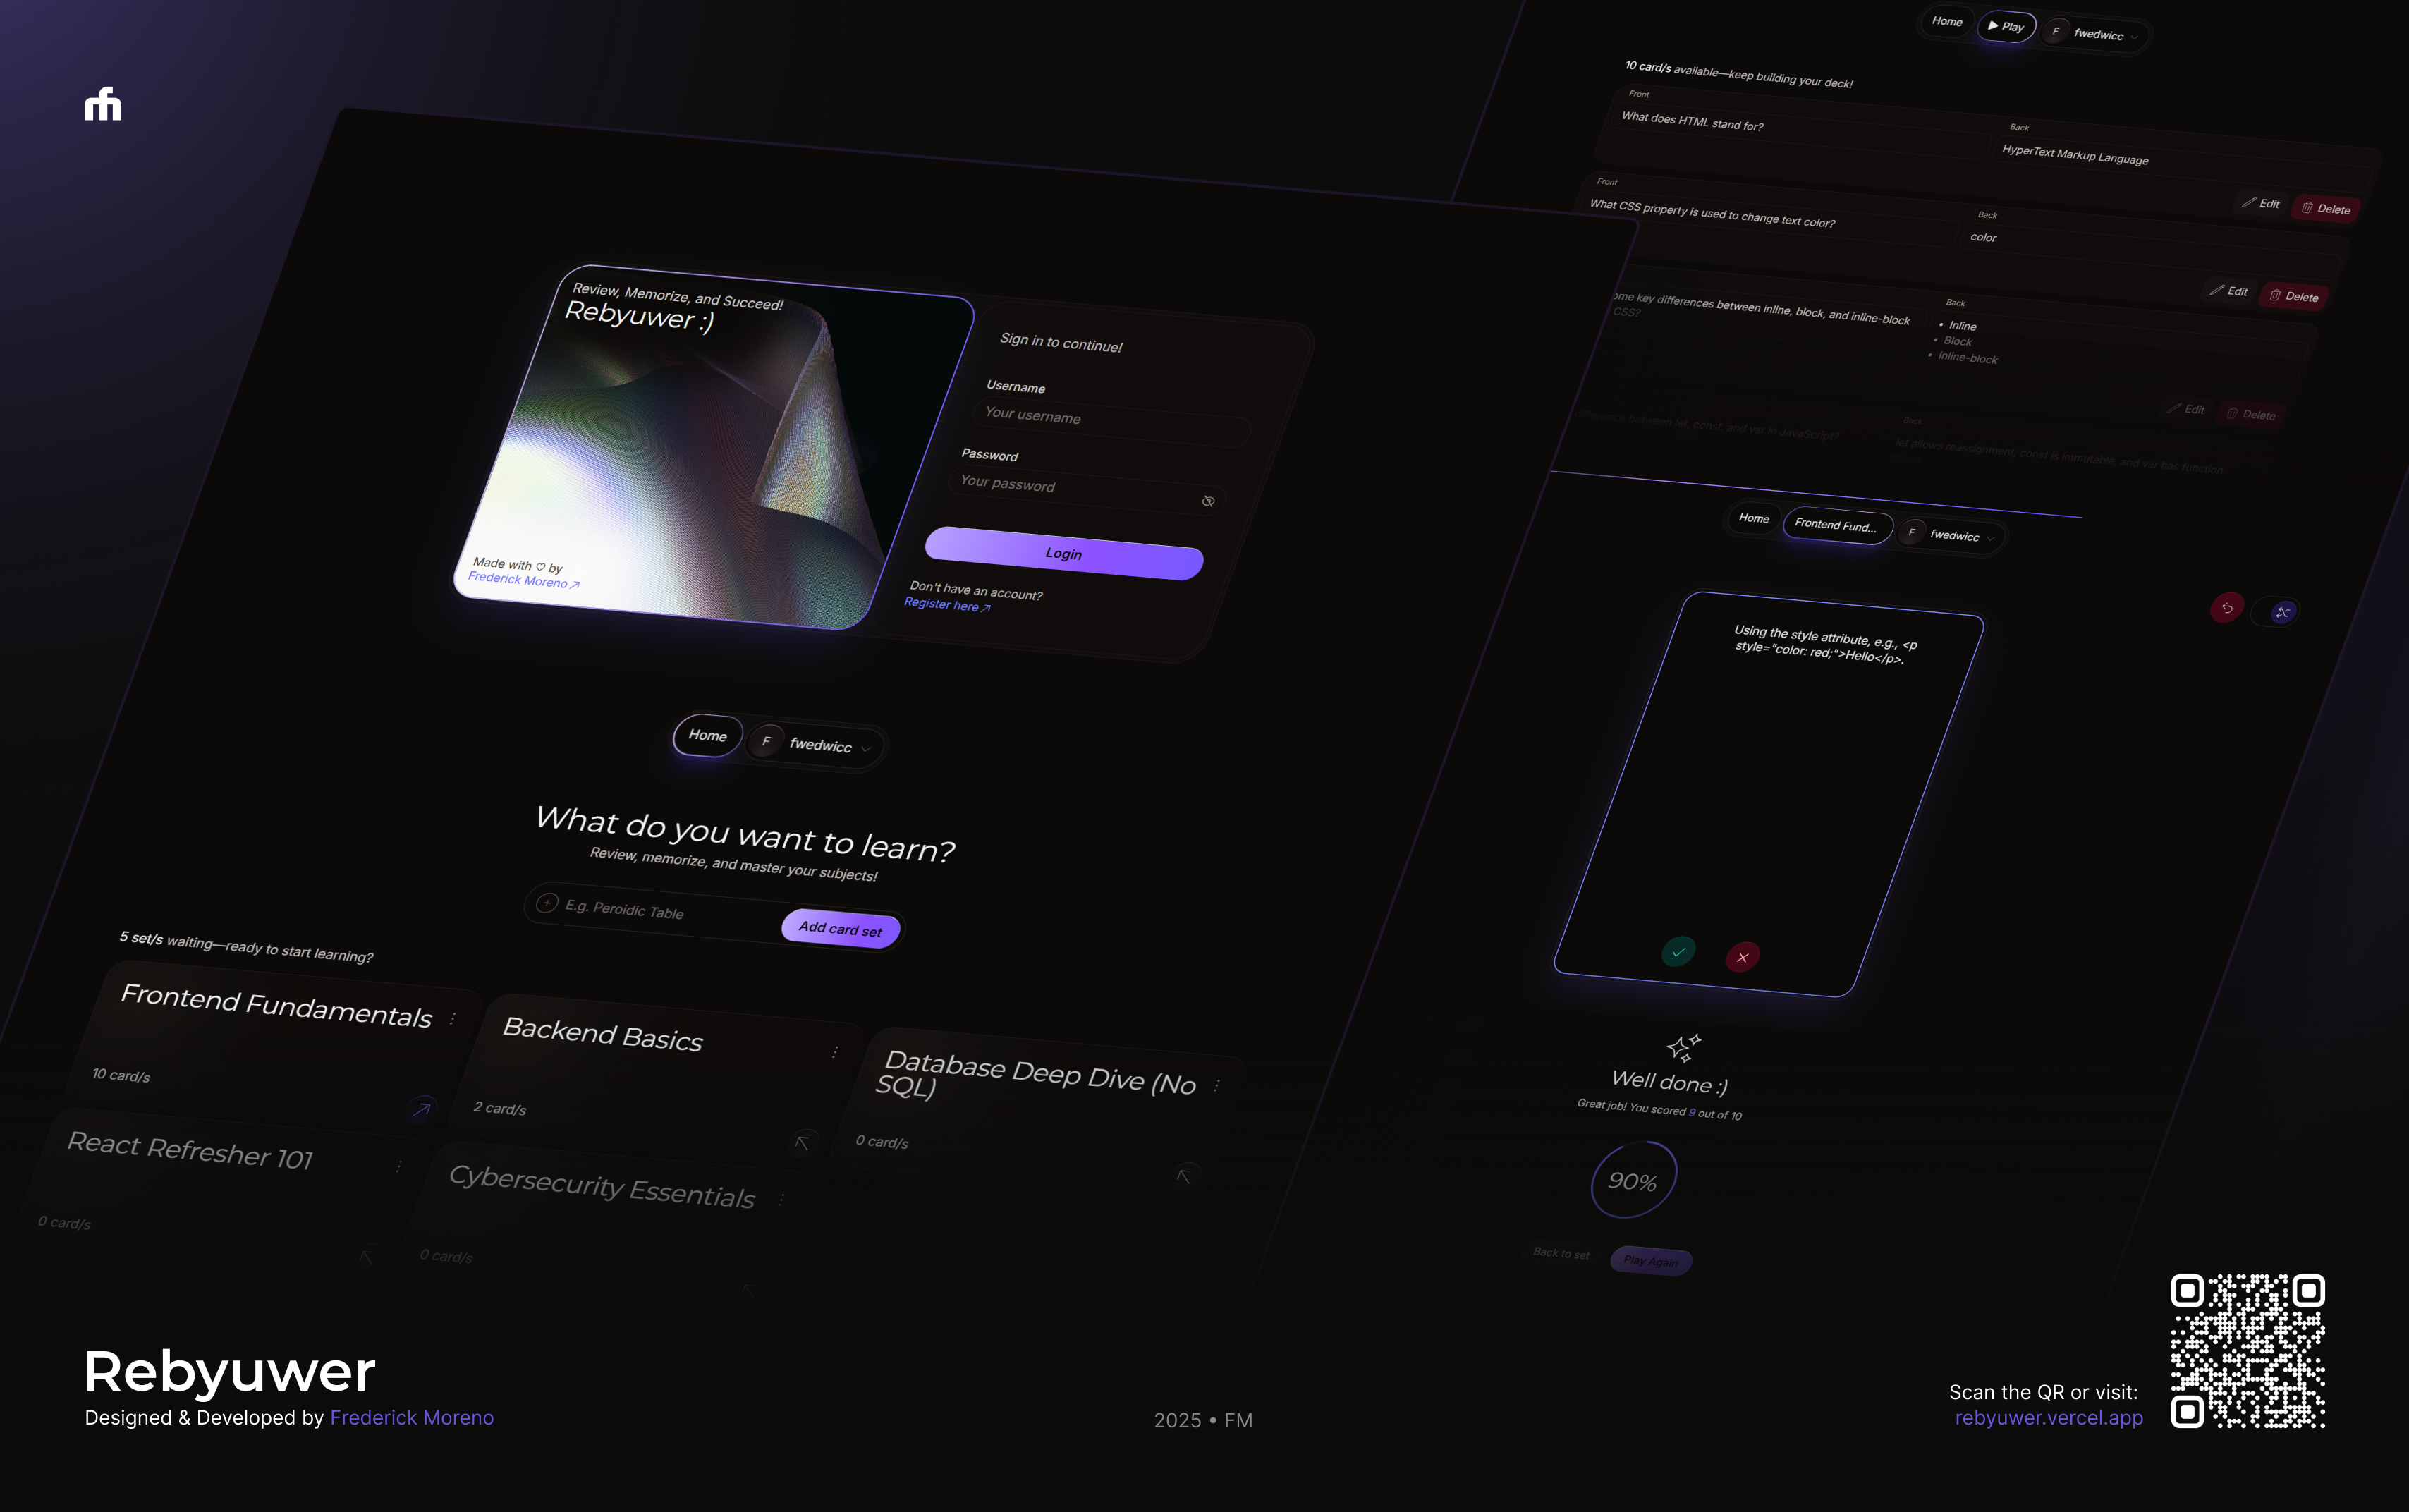 Review, Memorize, and Succeed!
Rebyuwer :)
Made with ♡ by
Frederick Moreno
Sign in to continue!
Username
Your username
Password
Your password
Login
Don't have an account?
Register here
Home
F
fwedwicc
What do you want to learn?
Review, memorize, and master your subjects!
E.g. Peroidic Table
Add card set
5 set/s waiting—ready to start learning?
Frontend Fundamentals
10 card/s
Backend Basics
2 card/s
Database Deep Dive (No
SQL)
0 card/s
React Refresher 101
0 card/s
Cybersecurity Essentials
0 card/s
Home
Play
F
fwedwicc
10 card/s available—keep building your deck!
Front
What does HTML stand for?
Back
HyperText Markup Language
Edit
Delete
Front
What CSS property is used to change text color?
Back
color
Edit
Delete
ome key differences between inline, block, and inline-block
CSS?
Back
• Inline
• Block
• Inline-block
Edit
Delete
between let, const, and var in JavaScript?
Back
let allows reassignment, const is immutable, and var has function
Home
Frontend Fund...
F
fwedwicc
Using the style attribute, e.g., <p
style="color: red;">Hello</p>.
Well done :)
Great job! You scored 9 out of 10
90%
Back to set
Play Again
Rebyuwer
Designed & Developed by Frederick Moreno
2025 • FM
Scan the QR or visit:
rebyuwer.vercel.app